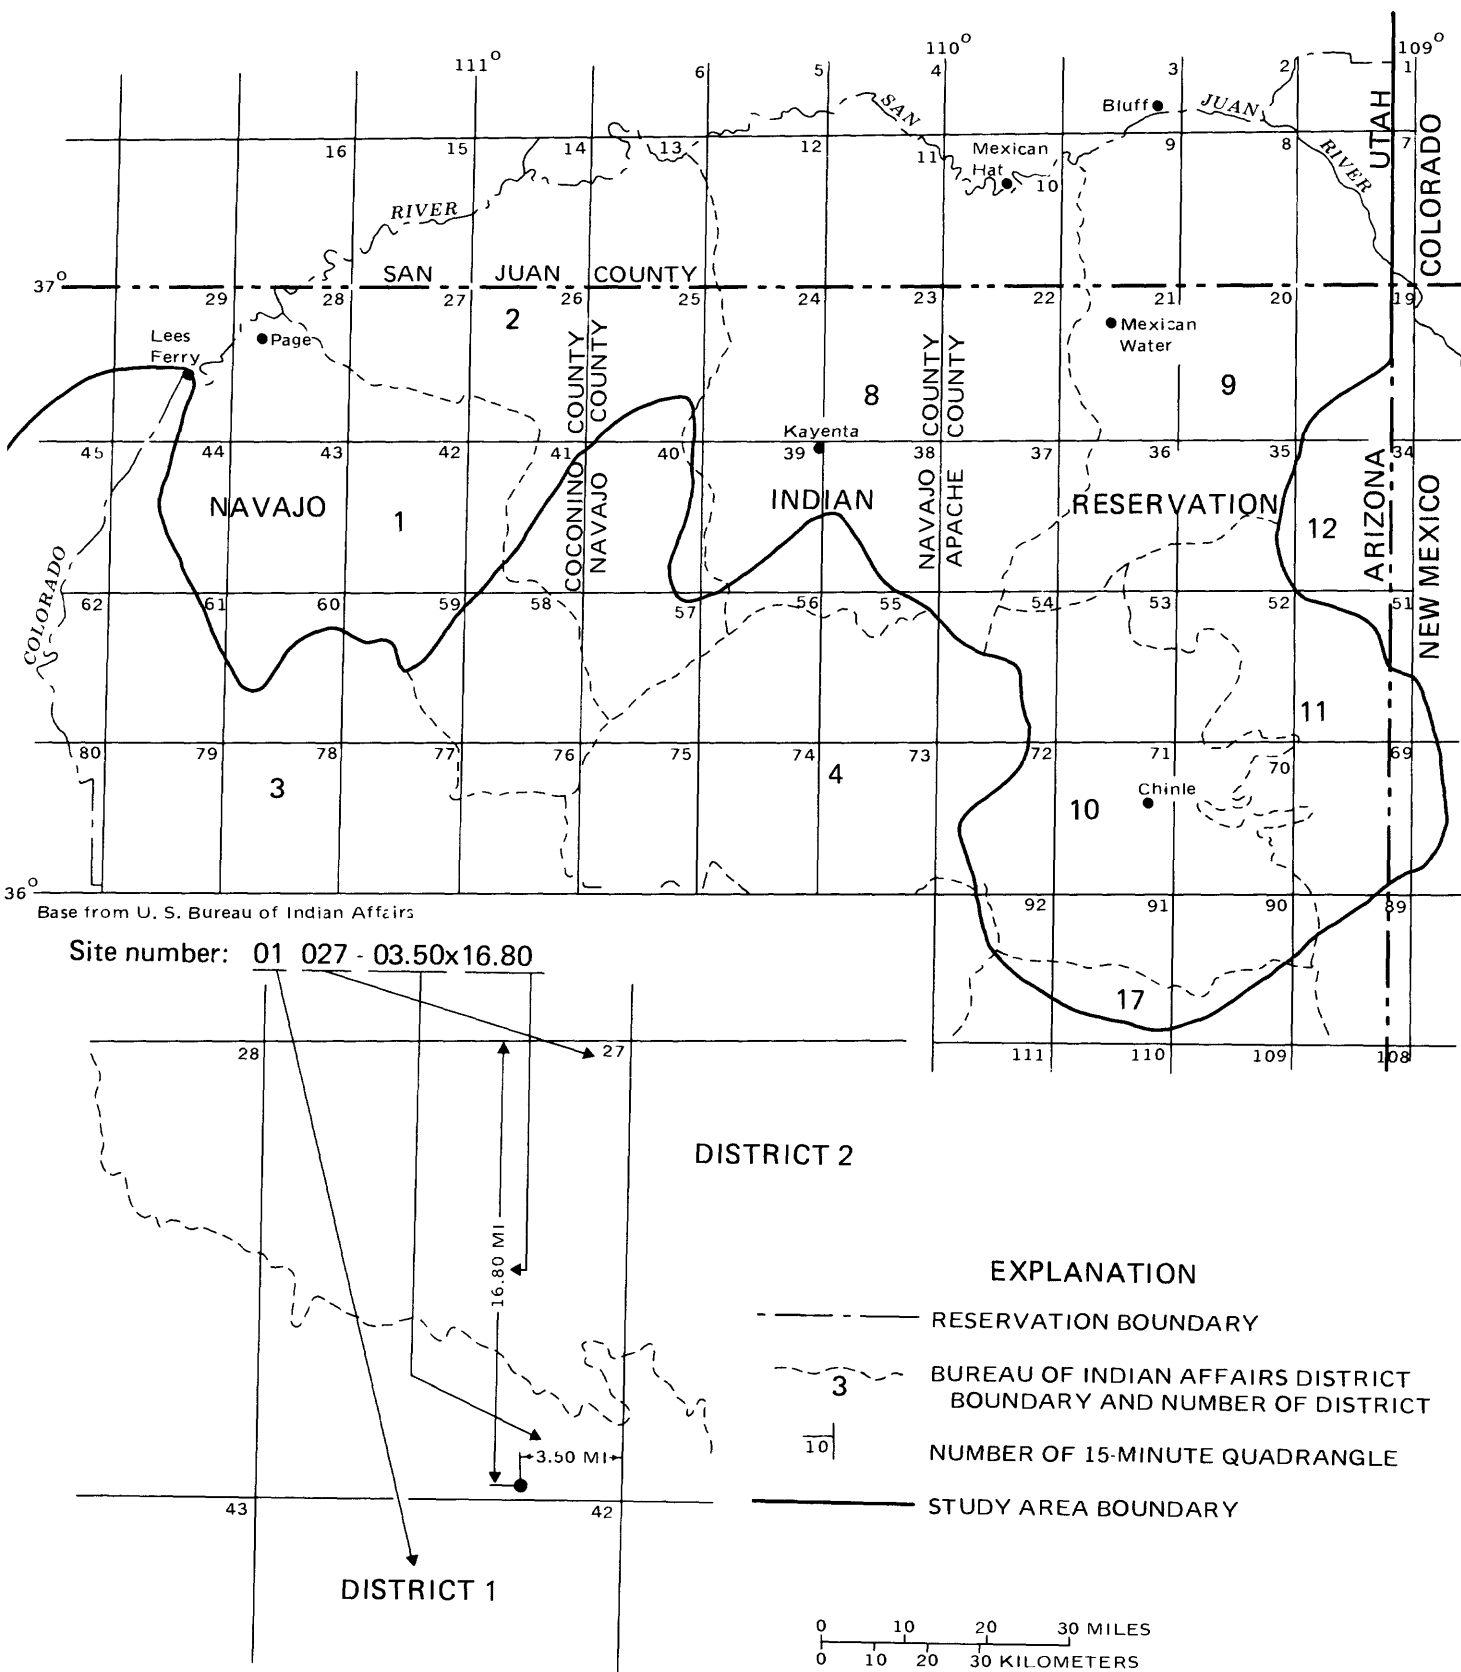 111°
6
5
110°
4
3
2
109°
1
16
15
14
13
12
11
10
9
8
7
SAN
JUAN
RIVER
Bluff
Mexican
Hat
UTAH
COLORADO
RIVER
SAN JUAN COUNTY
37°
29
28
27
26
25
24
23
22
21
20
19
2
Lees
Ferry
Page
Mexican
Water
COCONINO COUNTY
NAVAJO COUNTY
NAVAJO COUNTY
APACHE COUNTY
8
9
Kayenta
45
44
43
42
41
40
39
38
37
36
35
34
NAVAJO
INDIAN
RESERVATION
1
12
ARIZONA
NEW MEXICO
COLORADO
62
61
60
59
58
57
56
55
54
53
52
51
11
80
79
78
77
76
75
74
73
72
71
70
69
3
4
10
Chinle
36°
92
91
90
89
17
111
110
109
108
Base from U. S. Bureau of Indian Affairs
Site number: 01 027 - 03.50x16.80
28
27
16.80 MI
3.50 MI
43
42
DISTRICT 2
DISTRICT 1
EXPLANATION
RESERVATION BOUNDARY
3
BUREAU OF INDIAN AFFAIRS DISTRICT
BOUNDARY AND NUMBER OF DISTRICT
10
NUMBER OF 15-MINUTE QUADRANGLE
STUDY AREA BOUNDARY
0 10 20 30 MILES
0 10 20 30 KILOMETERS